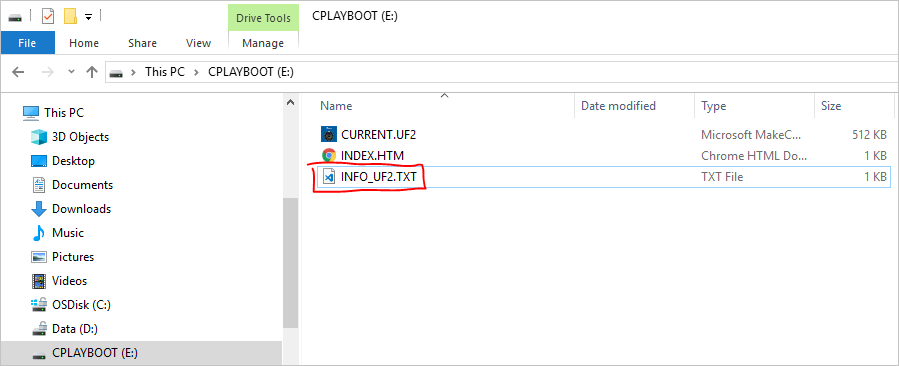 Drive Tools
CPLAYBOOT (E:)
File
Home
Share
View
Manage
This PC
CPLAYBOOT (E:)
This PC
3D Objects
Desktop
Documents
Downloads
Music
Pictures
Videos
OSDisk (C:)
Data (D:)
CPLAYBOOT (E:)
Name Date modified Type Size
CURRENT.UF2 Microsoft MakeC... 512 KB
INDEX.HTM Chrome HTML Do... 1 KB
INFO_UF2.TXT TXT File 1 KB